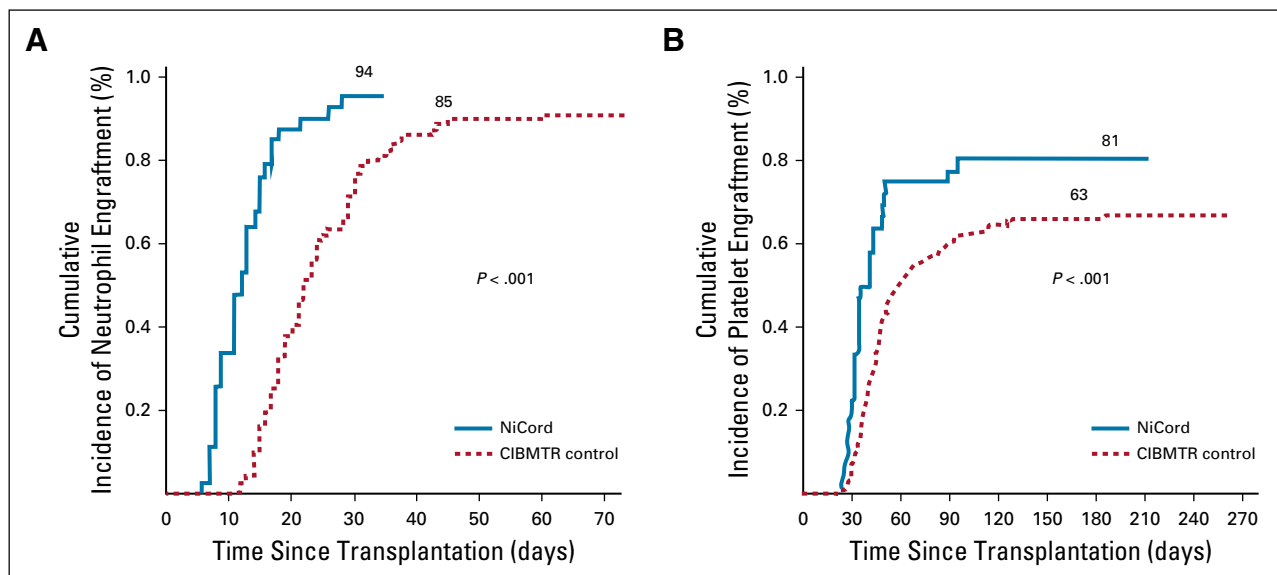 A
Cumulative
Incidence of Neutrophil Engraftment (%)
1.0
0.8
0.6
0.4
0.2
94
85
P < .001
NiCord
CIBMTR control
0 10 20 30 40 50 60 70
Time Since Transplantation (days)
B
Cumulative
Incidence of Platelet Engraftment (%)
1.0
0.8
0.6
0.4
0.2
81
63
P < .001
NiCord
CIBMTR control
0 30 60 90 120 150 180 210 240 270
Time Since Transplantation (days)